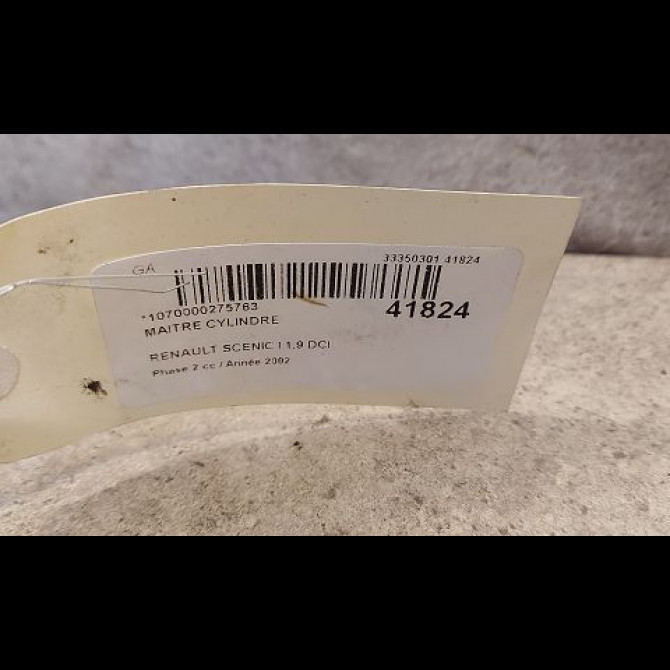 GA
33350301 41824
*1070000275763
41824
MAITRE CYLINDRE
RENAULT SCENIC I 1.9 DCI
Phase 2 cc / Année 2002